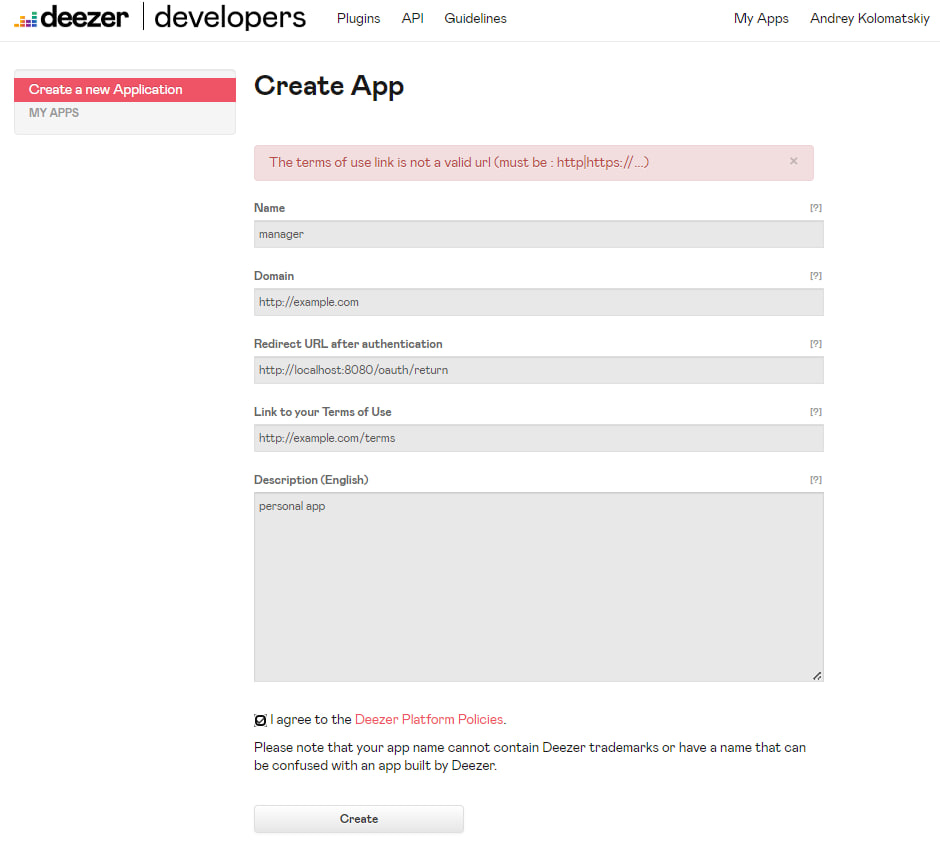 deezer developers Plugins API Guidelines My Apps Andrey Kolomatskiy
Create a new Application
MY APPS
Create App
The terms of use link is not a valid url (must be : http|https://...) ×
Name [?]
manager
Domain [?]
http://example.com
Redirect URL after authentication [?]
http://localhost:8080/oauth/return
Link to your Terms of Use [?]
http://example.com/terms
Description (English) [?]
personal app
I agree to the Deezer Platform Policies.
Please note that your app name cannot contain Deezer trademarks or have a name that can
be confused with an app built by Deezer.
Create